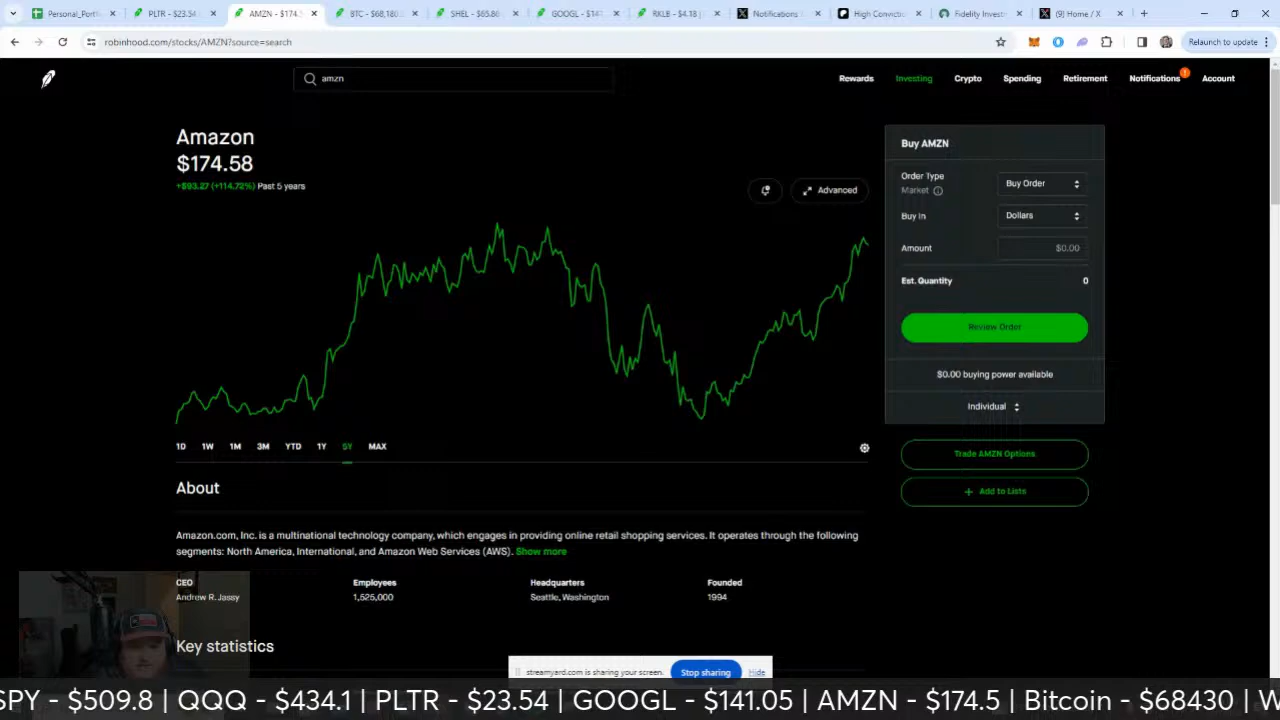 Personal_Port
PLTR - $23.54
AMZN - $174.5
BTC - $68,180
SHEL - $65.86
GOOGL - $141
RKLB - $4.18
Notifications
High Conviction
Fidelity Invest
(9) Home / X
robinhood.com/stocks/AMZN?source=search
Relaunch to update
amzn
Rewards
Investing
Crypto
Spending
Retirement
Notifications
Account
Amazon
$174.58
+$93.27 (+114.72%) Past 5 years
Advanced
Buy AMZN
Order Type
Market
Buy Order
Buy In
Dollars
Amount
$0.00
Est. Quantity
0
Review Order
$0.00 buying power available
Individual
Trade AMZN Options
+ Add to Lists
1D 1W 1M 3M YTD 1Y 5Y MAX
About
Amazon.com, Inc. is a multinational technology company, which engages in providing online retail shopping services. It operates through the following
segments: North America, International, and Amazon Web Services (AWS). Show more
CEO
Andrew R. Jassy
Employees
1,525,000
Headquarters
Seattle, Washington
Founded
1994
Key statistics
streamyard.com is sharing your screen.
Stop sharing
Hide
SPY - $509.8 | QQQ - $434.1 | PLTR - $23.54 | GOOGL - $141.05 | AMZN - $174.5 | Bitcoin - $68430 | W